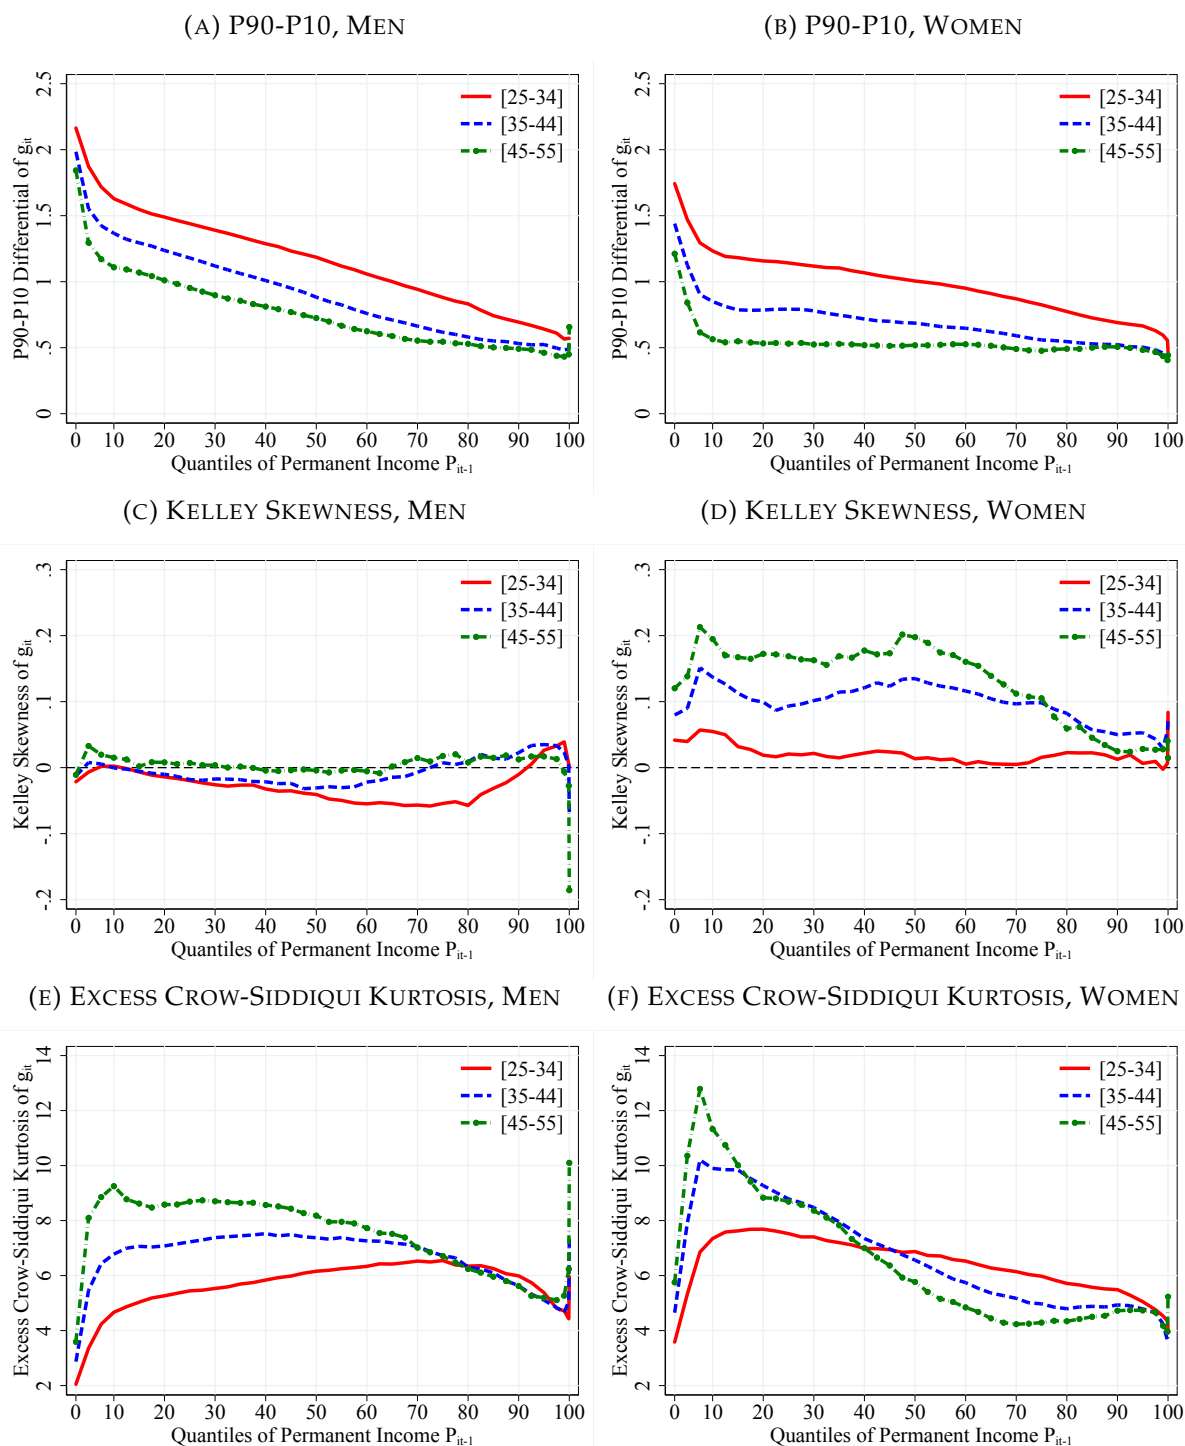 (A) P90-P10, MEN
P90-P10 Differential of git
2.5
2
1.5
1
.5
0
[25-34]
[35-44]
[45-55]
0 10 20 30 40 50 60 70 80 90 100
Quantiles of Permanent Income Pit-1
(B) P90-P10, WOMEN
P90-P10 Differential of git
2.5
2
1.5
1
.5
0
[25-34]
[35-44]
[45-55]
0 10 20 30 40 50 60 70 80 90 100
Quantiles of Permanent Income Pit-1
(C) KELLEY SKEWNESS, MEN
Kelley Skewness of git
.3
.2
.1
0
-.1
-.2
[25-34]
[35-44]
[45-55]
0 10 20 30 40 50 60 70 80 90 100
Quantiles of Permanent Income Pit-1
(D) KELLEY SKEWNESS, WOMEN
Kelley Skewness of git
.3
.2
.1
0
-.1
-.2
[25-34]
[35-44]
[45-55]
0 10 20 30 40 50 60 70 80 90 100
Quantiles of Permanent Income Pit-1
(E) EXCESS CROW-SIDDIQUI KURTOSIS, MEN
Excess Crow-Siddiqui Kurtosis of git
14
12
10
8
6
4
2
[25-34]
[35-44]
[45-55]
0 10 20 30 40 50 60 70 80 90 100
Quantiles of Permanent Income Pit-1
(F) EXCESS CROW-SIDDIQUI KURTOSIS, WOMEN
Excess Crow-Siddiqui Kurtosis of git
14
12
10
8
6
4
2
[25-34]
[35-44]
[45-55]
0 10 20 30 40 50 60 70 80 90 100
Quantiles of Permanent Income Pit-1